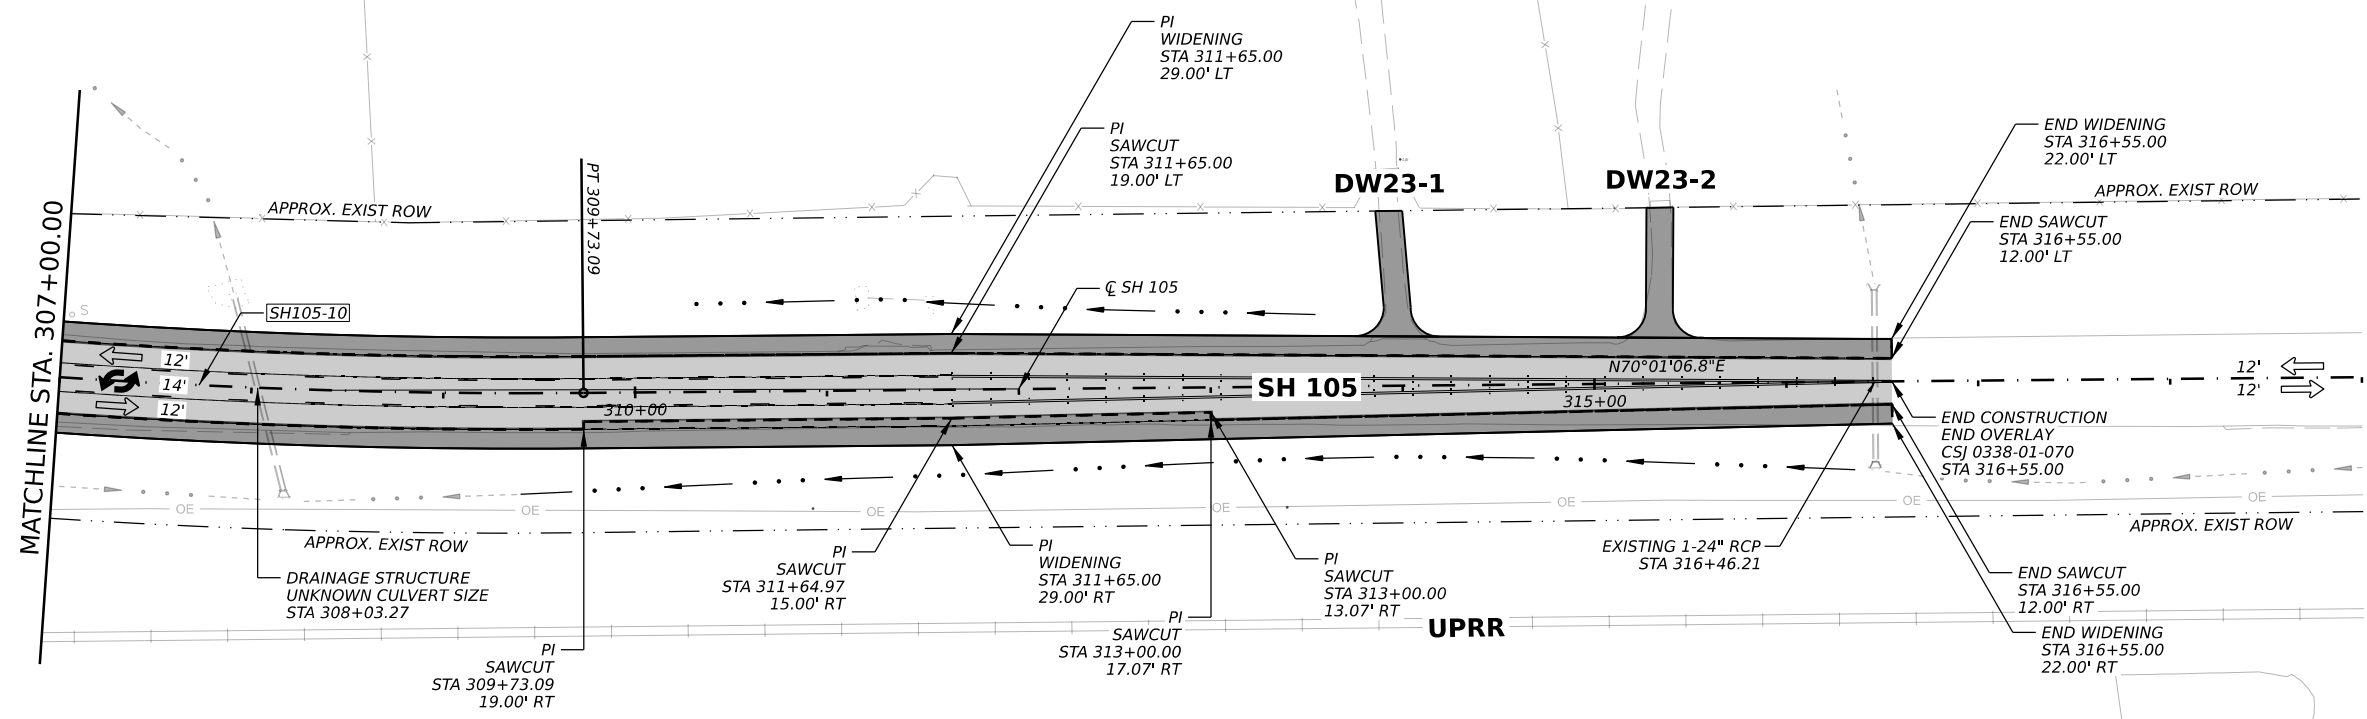 PI
WIDENING
STA 311+65.00
29.00' LT
PI
SAWCUT
STA 311+65.00
19.00' LT
END WIDENING
STA 316+55.00
22.00' LT
END SAWCUT
STA 316+55.00
12.00' LT
DW23-1
DW23-2
APPROX. EXIST ROW
APPROX. EXIST ROW
MATCHLINE STA. 307+00.00
PT 309+73.09
S
SH105-10
℄ SH 105
12'
14'
12'
310+00
SH 105
N70°01'06.8"E
315+00
12'
12'
END CONSTRUCTION
END OVERLAY
CSJ 0338-01-070
STA 316+55.00
OE
OE
OE
OE
OE
OE
OE
APPROX. EXIST ROW
APPROX. EXIST ROW
DRAINAGE STRUCTURE
UNKNOWN CULVERT SIZE
STA 308+03.27
PI
SAWCUT
STA 309+73.09
19.00' RT
PI
SAWCUT
STA 311+64.97
15.00' RT
PI
WIDENING
STA 311+65.00
29.00' RT
PI
SAWCUT
STA 313+00.00
17.07' RT
PI
SAWCUT
STA 313+00.00
13.07' RT
UPRR
EXISTING 1-24" RCP
STA 316+46.21
END SAWCUT
STA 316+55.00
12.00' RT
END WIDENING
STA 316+55.00
22.00' RT